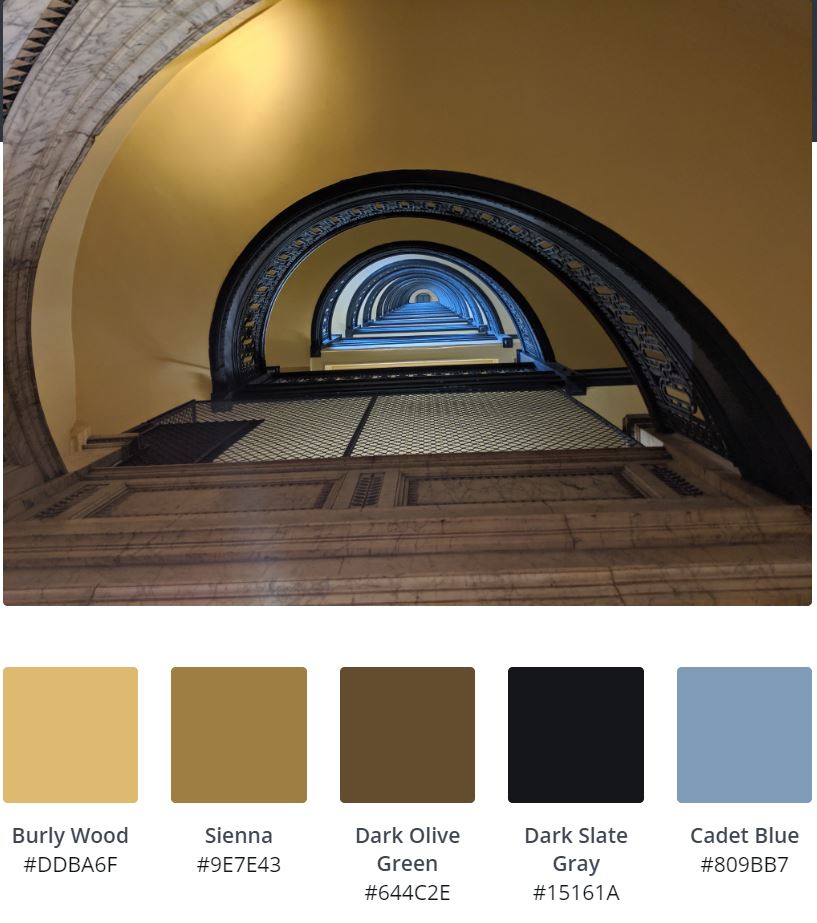 Burly Wood
#DDBA6F
Sienna
#9E7E43
Dark Olive
Green
#644C2E
Dark Slate
Gray
#15161A
Cadet Blue
#809BB7